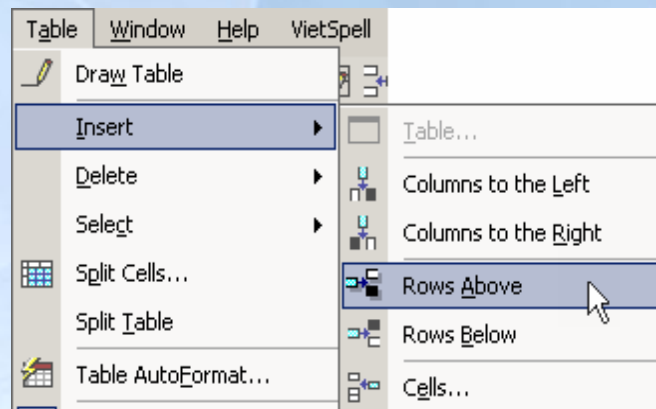 Table Window Help VietSpell
Draw Table
Insert
Delete
Select
Split Cells...
Split Table
Table AutoFormat...
Table...
Columns to the Left
Columns to the Right
Rows Above
Rows Below
Cells...